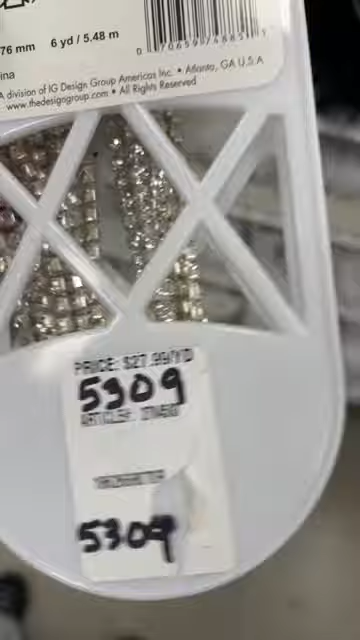 76 mm 6 yd / 5.48 m
ina
A division of IG Design Group Americas Inc. • Atlanta, GA U.S.A
www.thedesigngroup.com • All Rights Reserved
PRICE: $27.99/YD
5309
ARTICLE#:
5309